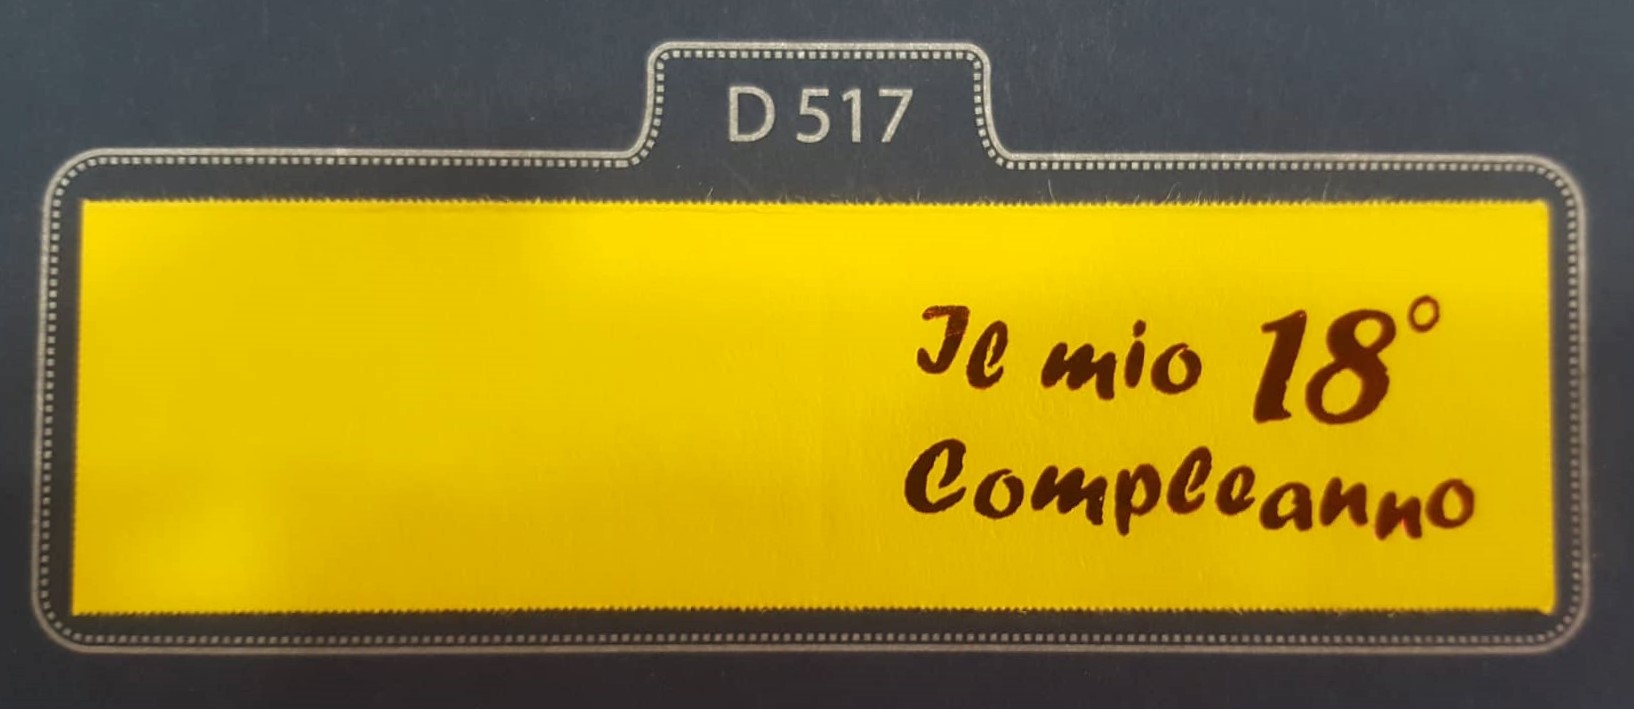 D 517
Il mio 18°
Compleanno